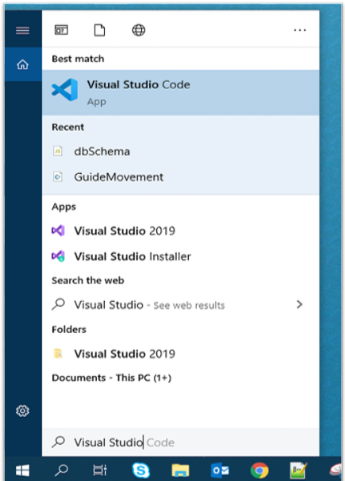 Best match
Visual Studio Code
App
Recent
dbSchema
GuideMovement
Apps
Visual Studio 2019
Visual Studio Installer
Search the web
Visual Studio - See web results
Folders
Visual Studio 2019
Documents - This PC (1+)
Visual Studio Code